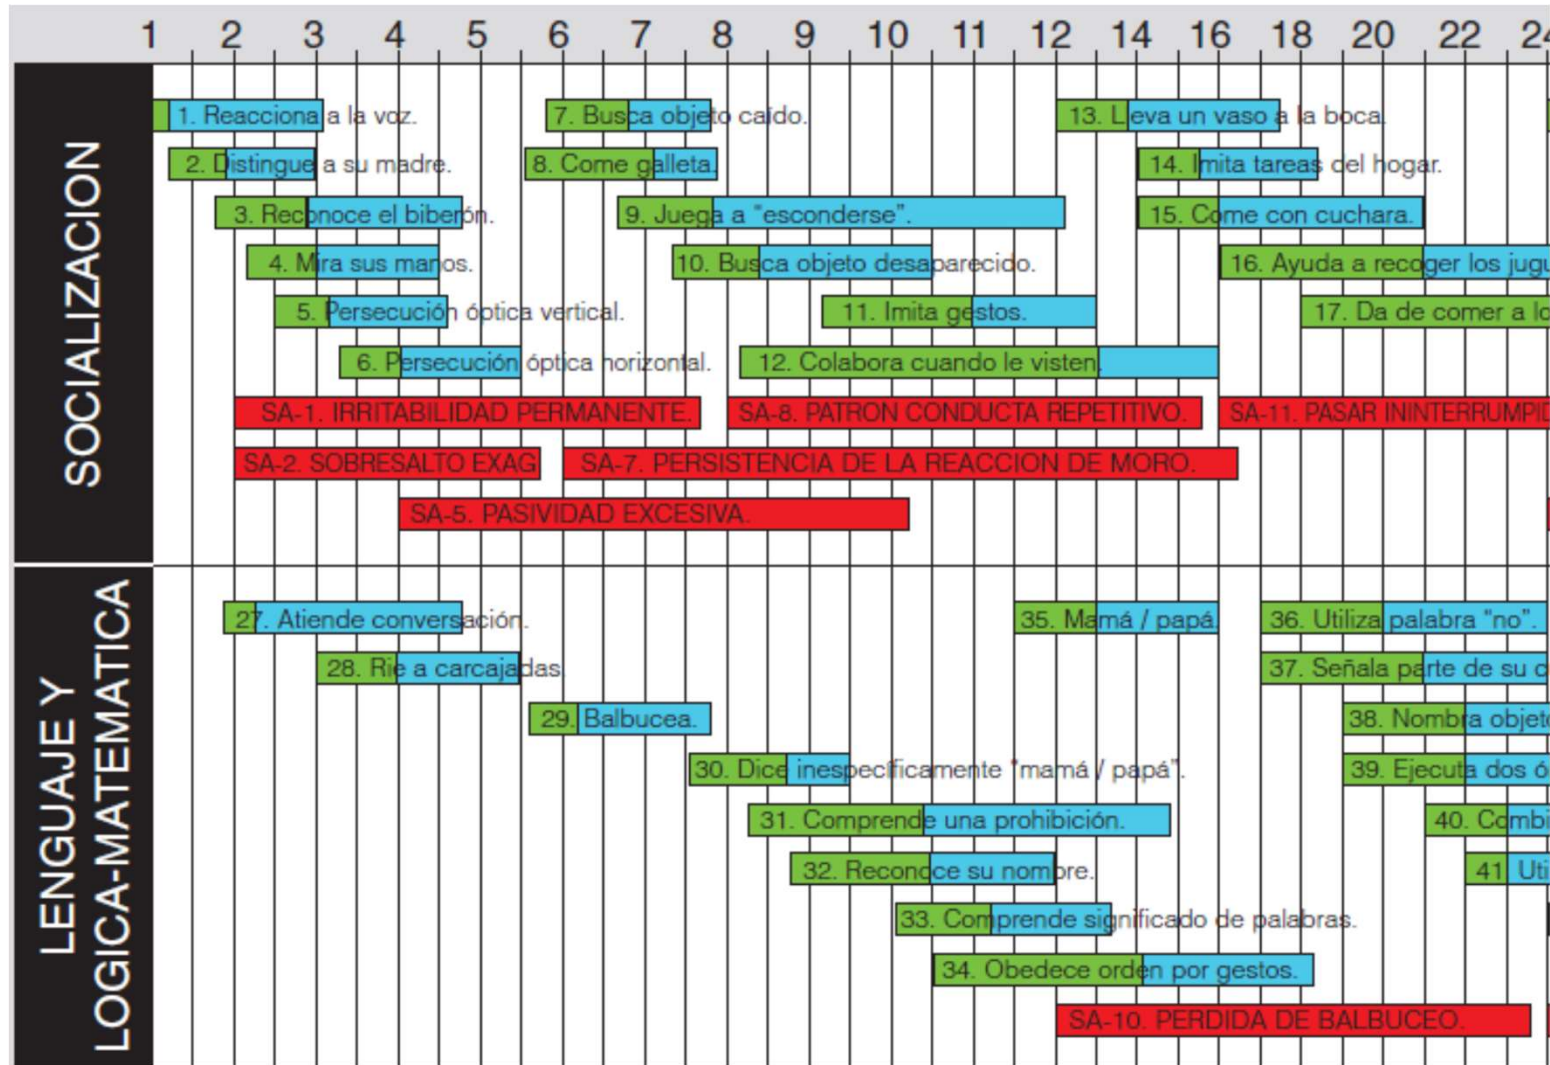 1 2 3 4 5 6 7 8 9 10 11 12 14 16 18 20 22 24
SOCIALIZACION
1. Reacciona a la voz.
7. Busca objeto caído.
13. Lleva un vaso a la boca.
2. Distingue a su madre.
8. Come galleta.
14. Imita tareas del hogar.
3. Reconoce el biberón.
9. Juega a "esconderse".
15. Come con cuchara.
4. Mira sus manos.
10. Busca objeto desaparecido.
16. Ayuda a recoger los jugu
5. Persecución óptica vertical.
11. Imita gestos.
17. Da de comer a lo
6. Persecución óptica horizontal.
12. Colabora cuando le visten.
SA-1. IRRITABILIDAD PERMANENTE.
SA-8. PATRON CONDUCTA REPETITIVO.
SA-11. PASAR ININTERRUMPID
SA-2. SOBRESALTO EXAG
SA-7. PERSISTENCIA DE LA REACCION DE MORO.
SA-5. PASIVIDAD EXCESIVA.
LENGUAJE Y
LOGICA-MATEMATICA
27. Atiende conversación.
35. Mamá / papá.
36. Utiliza palabra "no".
28. Rie a carcajadas.
37. Señala parte de su c
29. Balbucea.
38. Nombra objeto
30. Dice inespecíficamente "mamá / papá".
39. Ejecuta dos ó
31. Comprende una prohibición.
40. Combi
32. Reconoce su nombre.
41 Uti
33. Comprende significado de palabras.
34. Obedece orden por gestos.
SA-10. PERDIDA DE BALBUCEO.